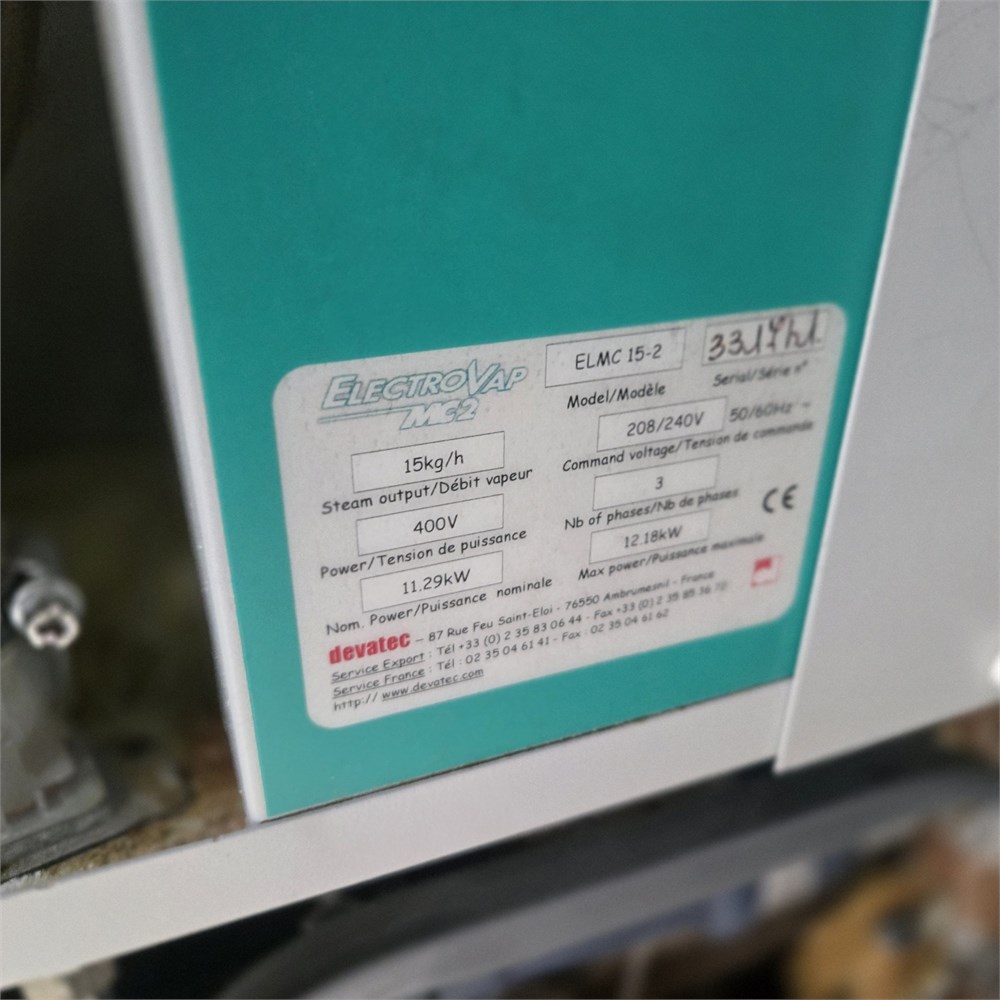 ELECTROVAP
MC2
ELMC 15-2
Model/Modèle
Serial/Série n°
15kg/h
Steam output/Débit vapeur
208/240V 50/60Hz ~
Command voltage/Tension de commande
400V
Power/Tension de puissance
3
Nb of phases/Nb de phases
CE
11.29kW
Nom. Power/Puissance nominale
12.18kW
Max power/Puissance maximale
devatec – 87 Rue Feu Saint-Eloi - 76550 Ambrumesnil - France
Service Export : Tél +33 (0) 2 35 83 06 44 - Fax +33 (0) 2 35 85 36 72
Service France : Tél : 02 35 04 61 41 - Fax : 02 35 04 61 62
http:// www.devatec.com